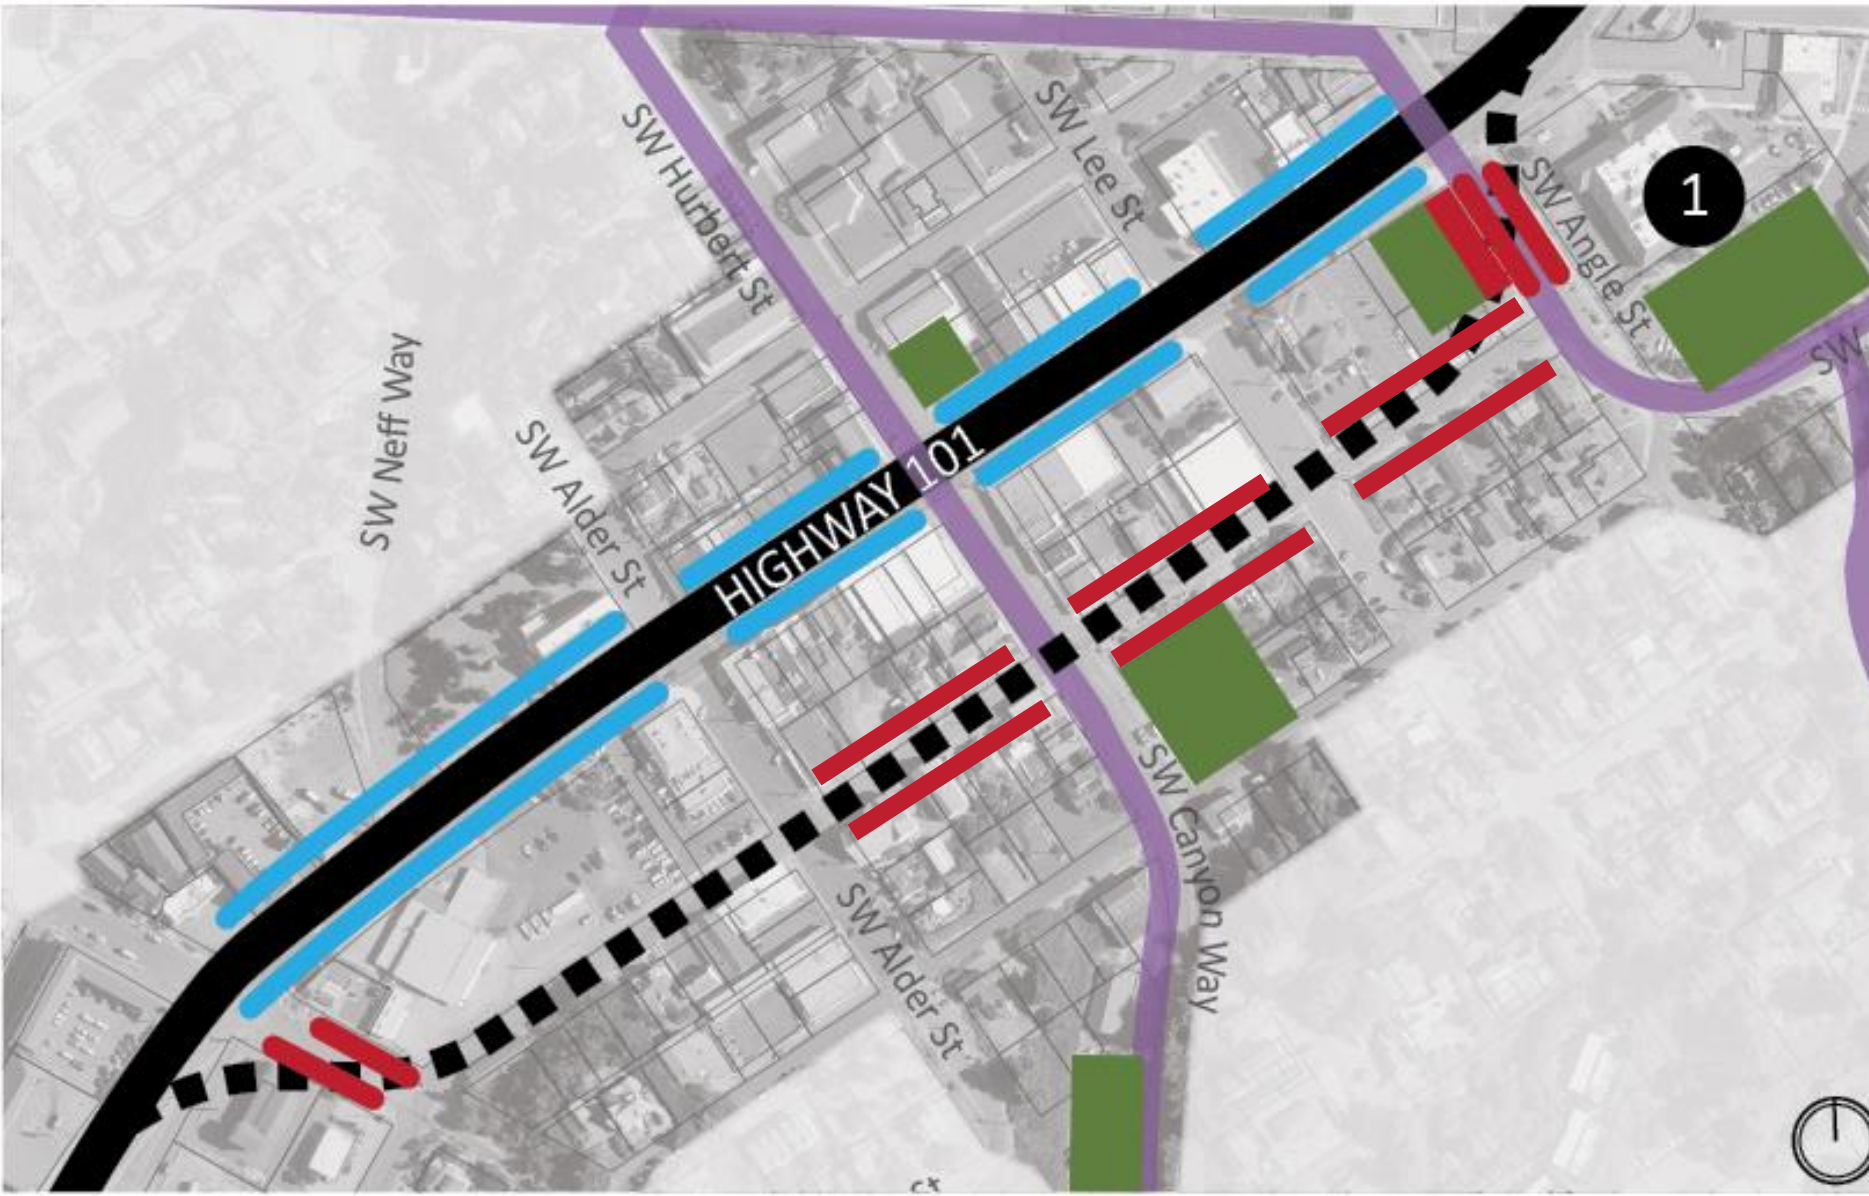 SW Hurbert St
SW Lee St
1
SW Angle St
SW
SW Neff Way
SW Alder St
HIGHWAY 101
SW Canyon Way
SW Alder St
ct